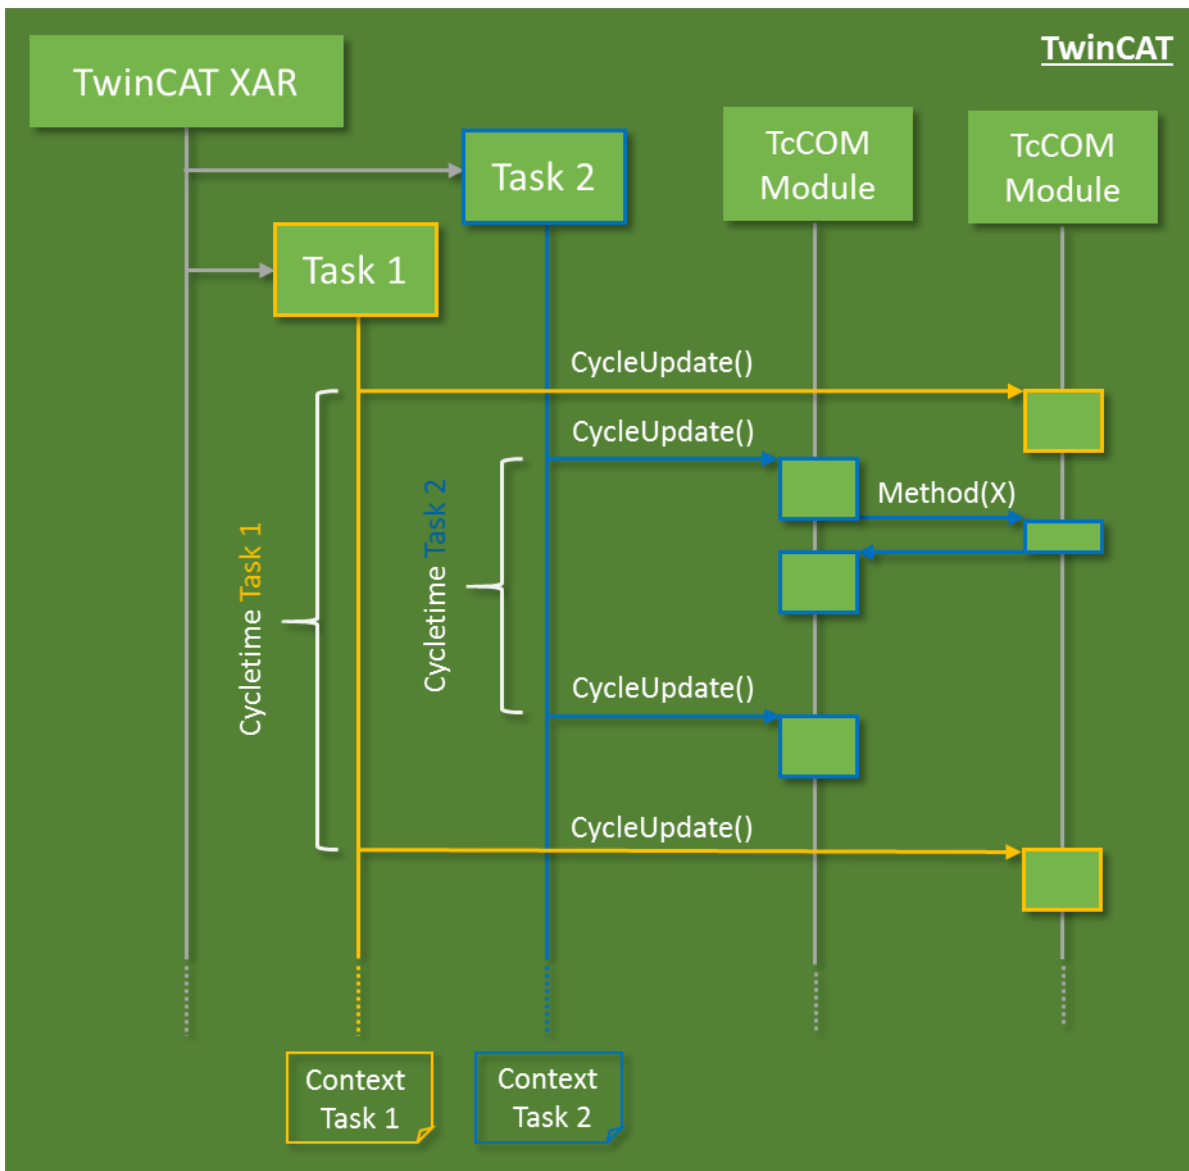 TwinCAT
TwinCAT XAR
Task 2
TcCOM
Module
TcCOM
Module
Task 1
CycleUpdate()
CycleUpdate()
Method(X)
Cycletime Task 1
Cycletime Task 2
CycleUpdate()
CycleUpdate()
Context
Task 1
Context
Task 2